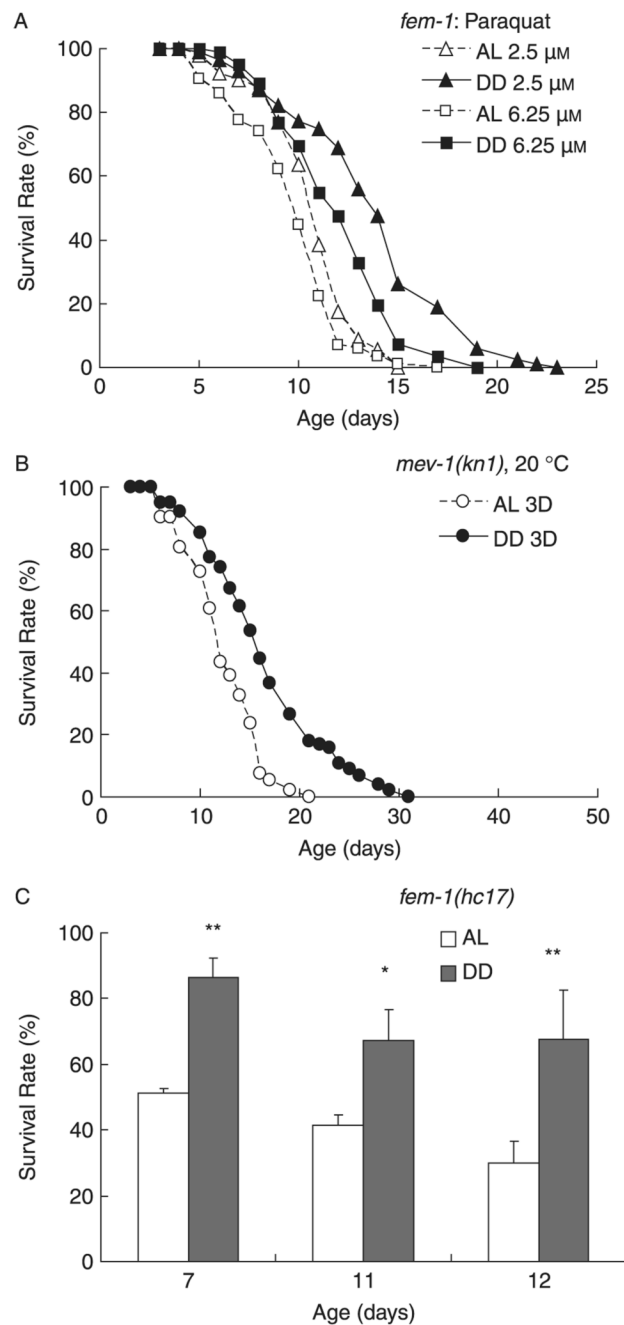 A
fem-1: Paraquat
AL 2.5 μM
DD 2.5 μM
AL 6.25 μM
DD 6.25 μM
Survival Rate (%)
100
80
60
40
20
0
0 5 10 15 20 25
Age (days)
B
mev-1(kn1), 20 °C
AL 3D
DD 3D
Survival Rate (%)
100
80
60
40
20
0
0 10 20 30 40 50
Age (days)
C
fem-1(hc17)
AL
DD
** * **
Survival Rate (%)
100
80
60
40
20
0
7 11 12
Age (days)